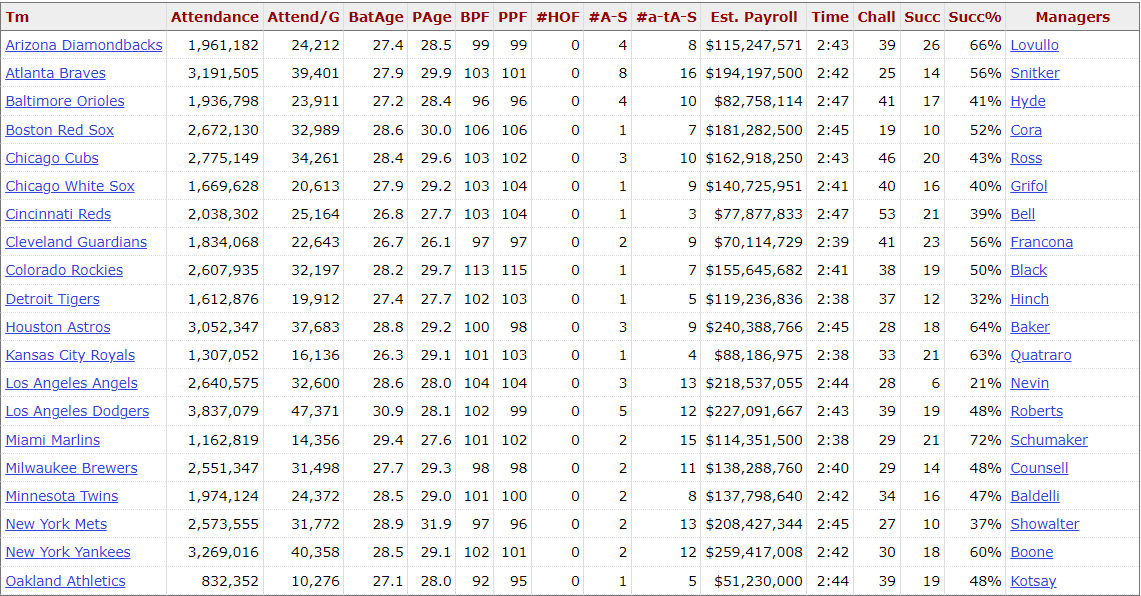 Tm Attendance Attend/G BatAge PAge BPF PPF #HOF #A-S #a-tA-S Est. Payroll Time Chall Succ Succ% Managers
Arizona Diamondbacks 1,961,182 24,212 27.4 28.5 99 99 0 4 8 $115,247,571 2:43 39 26 66% Lovullo
Atlanta Braves 3,191,505 39,401 27.9 29.9 103 101 0 8 16 $194,197,500 2:42 25 14 56% Snitker
Baltimore Orioles 1,936,798 23,911 27.2 28.4 96 96 0 4 10 $82,758,114 2:47 41 17 41% Hyde
Boston Red Sox 2,672,130 32,989 28.6 30.0 106 106 0 1 7 $181,282,500 2:45 19 10 52% Cora
Chicago Cubs 2,775,149 34,261 28.4 29.6 103 102 0 3 10 $162,918,250 2:43 46 20 43% Ross
Chicago White Sox 1,669,628 20,613 27.9 29.2 103 104 0 1 9 $140,725,951 2:41 40 16 40% Grifol
Cincinnati Reds 2,038,302 25,164 26.8 27.7 103 104 0 1 3 $77,877,833 2:47 53 21 39% Bell
Cleveland Guardians 1,834,068 22,643 26.7 26.1 97 97 0 2 9 $70,114,729 2:39 41 23 56% Francona
Colorado Rockies 2,607,935 32,197 28.2 29.7 113 115 0 1 7 $155,645,682 2:41 38 19 50% Black
Detroit Tigers 1,612,876 19,912 27.4 27.7 102 103 0 1 5 $119,236,836 2:38 37 12 32% Hinch
Houston Astros 3,052,347 37,683 28.8 29.2 100 98 0 3 9 $240,388,766 2:45 28 18 64% Baker
Kansas City Royals 1,307,052 16,136 26.3 29.1 101 103 0 1 4 $88,186,975 2:38 33 21 63% Quatraro
Los Angeles Angels 2,640,575 32,600 28.6 28.0 104 104 0 3 13 $218,537,055 2:44 28 6 21% Nevin
Los Angeles Dodgers 3,837,079 47,371 30.9 28.1 102 99 0 5 12 $227,091,667 2:43 39 19 48% Roberts
Miami Marlins 1,162,819 14,356 29.4 27.6 101 102 0 2 15 $114,351,500 2:38 29 21 72% Schumaker
Milwaukee Brewers 2,551,347 31,498 27.7 29.3 98 98 0 2 11 $138,288,760 2:40 29 14 48% Counsell
Minnesota Twins 1,974,124 24,372 28.5 29.0 101 100 0 2 8 $137,798,640 2:42 34 16 47% Baldelli
New York Mets 2,573,555 31,772 28.9 31.9 97 96 0 2 13 $208,427,344 2:45 27 10 37% Showalter
New York Yankees 3,269,016 40,358 28.5 29.1 102 101 0 2 12 $259,417,008 2:42 30 18 60% Boone
Oakland Athletics 832,352 10,276 27.1 28.0 92 95 0 1 5 $51,230,000 2:44 39 19 48% Kotsay